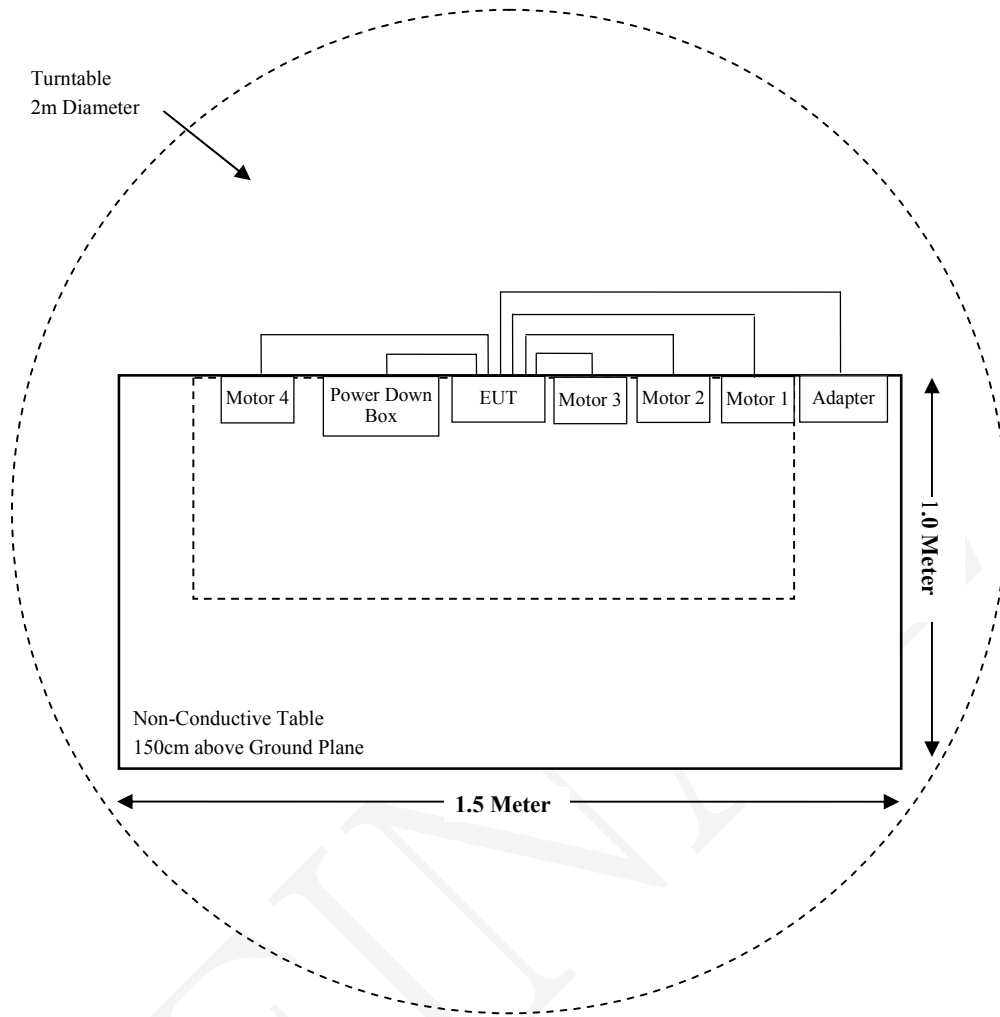 Turntable
2m Diameter
Motor 4
Power Down
Box
EUT
Motor 3
Motor 2
Motor 1
Adapter
1.0 Meter
Non-Conductive Table
150cm above Ground Plane
1.5 Meter